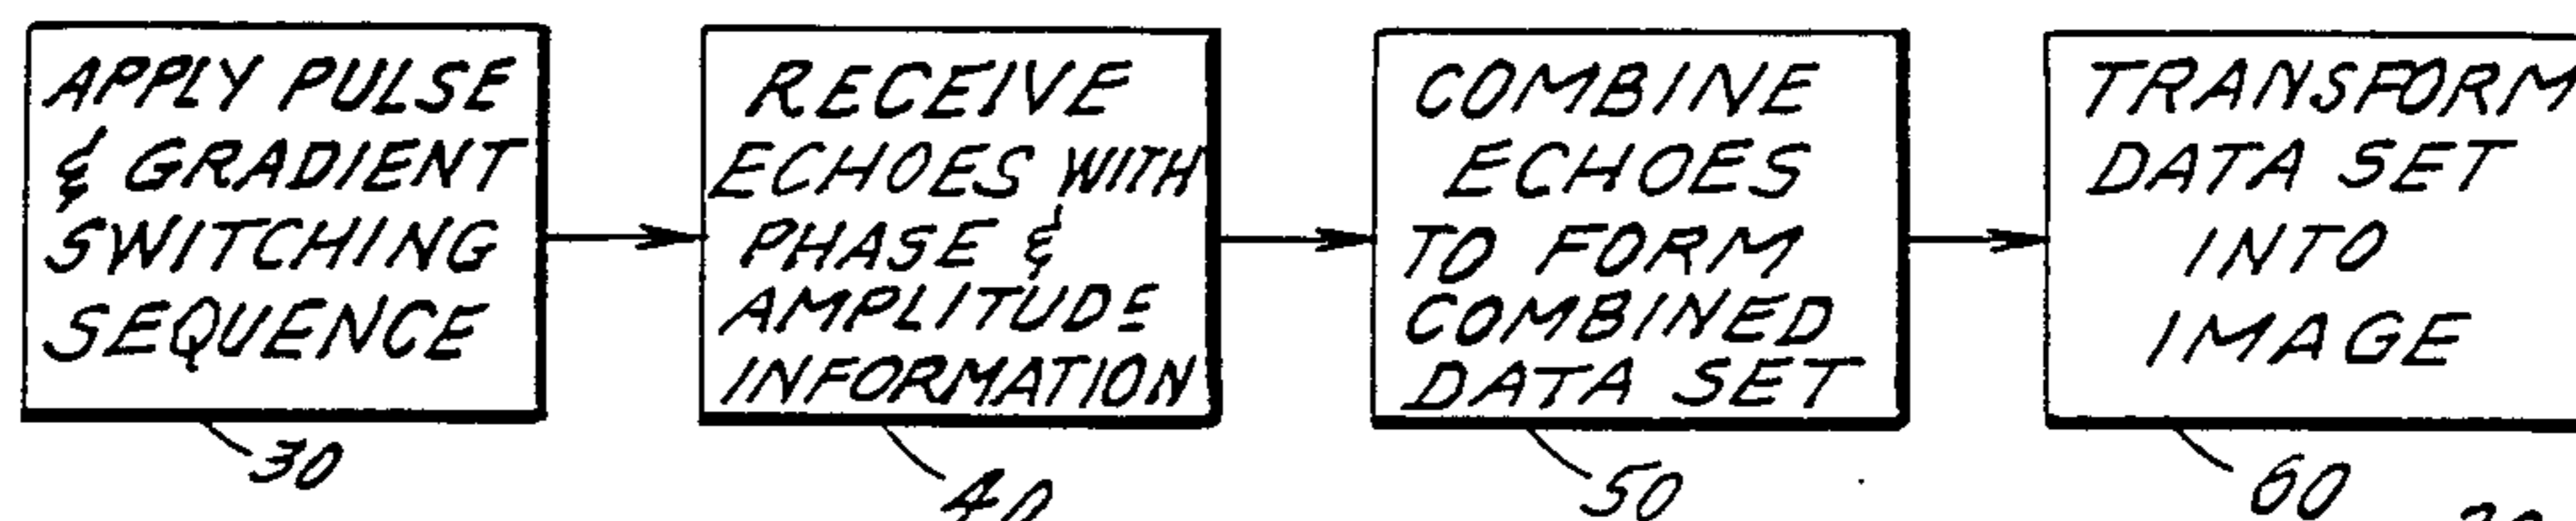 APPLY PULSE
& GRADIENT
SWITCHING
SEQUENCE
RECEIVE
ECHOES WITH
PHASE &
AMPLITUDE
INFORMATION
COMBINE
ECHOES
TO FORM
COMBINED
DATA SET
TRANSFORM
DATA SET
INTO
IMAGE
30
40
50
60